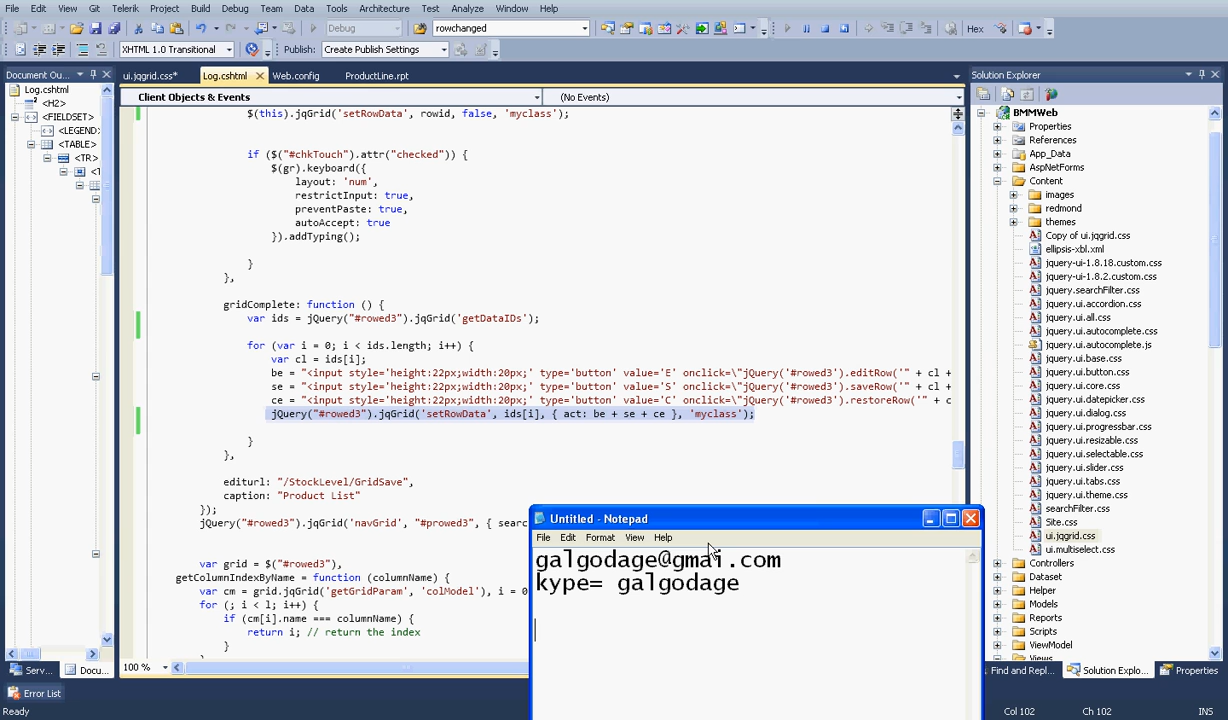 File Edit View Git Telerik Project Build Debug Team Data Tools Architecture Test Analyze Window Help
Debug rowchanged Hex
XHTML 1.0 Transitional Publish: Create Publish Settings
Document Ou...
ui.jqgrid.css* Log.cshtml Web.config ProductLine.rpt
Solution Explorer
Log.cshtml
<H2>
<FIELDSET>
<LEGEND:
<TABLE>
<TR>
<T
Client Objects & Events (No Events)
$(this).jqGrid('setRowData', rowid, false, 'myclass');
if ($("#chkTouch").attr("checked")) {
$(gr).keyboard({
layout: 'num',
restrictInput: true,
preventPaste: true,
autoAccept: true
}).addTyping();
}
},
gridComplete: function () {
var ids = jQuery("#rowed3").jqGrid('getDataIDs');
for (var i = 0; i < ids.length; i++) {
var cl = ids[i];
be = "<input style='height:22px;width:20px;' type='button' value='E' onclick=\"jQuery('#rowed3').editRow('" + cl +
se = "<input style='height:22px;width:20px;' type='button' value='S' onclick=\"jQuery('#rowed3').saveRow('" + cl +
ce = "<input style='height:22px;width:20px;' type='button' value='C' onclick=\"jQuery('#rowed3').restoreRow('" + c
jQuery("#rowed3").jqGrid('setRowData', ids[i], { act: be + se + ce }, 'myclass');
}
},
editurl: "/StockLevel/GridSave",
caption: "Product List"
});
jQuery("#rowed3").jqGrid('navGrid', "#prowed3", { searc
var grid = $("#rowed3"),
getColumnIndexByName = function (columnName) {
var cm = grid.jqGrid('getGridParam', 'colModel'), i = 0
for (; i < l; i++) {
if (cm[i].name === columnName) {
return i; // return the index
}
}
100 %
Untitled - Notepad
File Edit Format View Help
galgodage@gmai.com
kype= galgodage
BMMWeb
Properties
References
App_Data
AspNetForms
Content
images
redmond
themes
Copy of ui.jqgrid.css
ellipsis-xbl.xml
jquery-ui-1.8.18.custom.css
jquery-ui-1.8.2.custom.css
jquery.searchFilter.css
jquery.ui.accordion.css
jquery.ui.all.css
jquery.ui.autocomplete.css
jquery.ui.autocomplete.js
jquery.ui.base.css
jquery.ui.button.css
jquery.ui.core.css
jquery.ui.datepicker.css
jquery.ui.dialog.css
jquery.ui.progressbar.css
jquery.ui.resizable.css
jquery.ui.selectable.css
jquery.ui.slider.css
jquery.ui.tabs.css
jquery.ui.theme.css
searchFilter.css
Site.css
ui.jqgrid.css
ui.multiselect.css
Controllers
Dataset
Helper
Models
Reports
Scripts
ViewModel
Views
Serv... Docu... Find and Repl... Solution Explo... Properties
Error List
Ready Col 102 Ch 102 INS